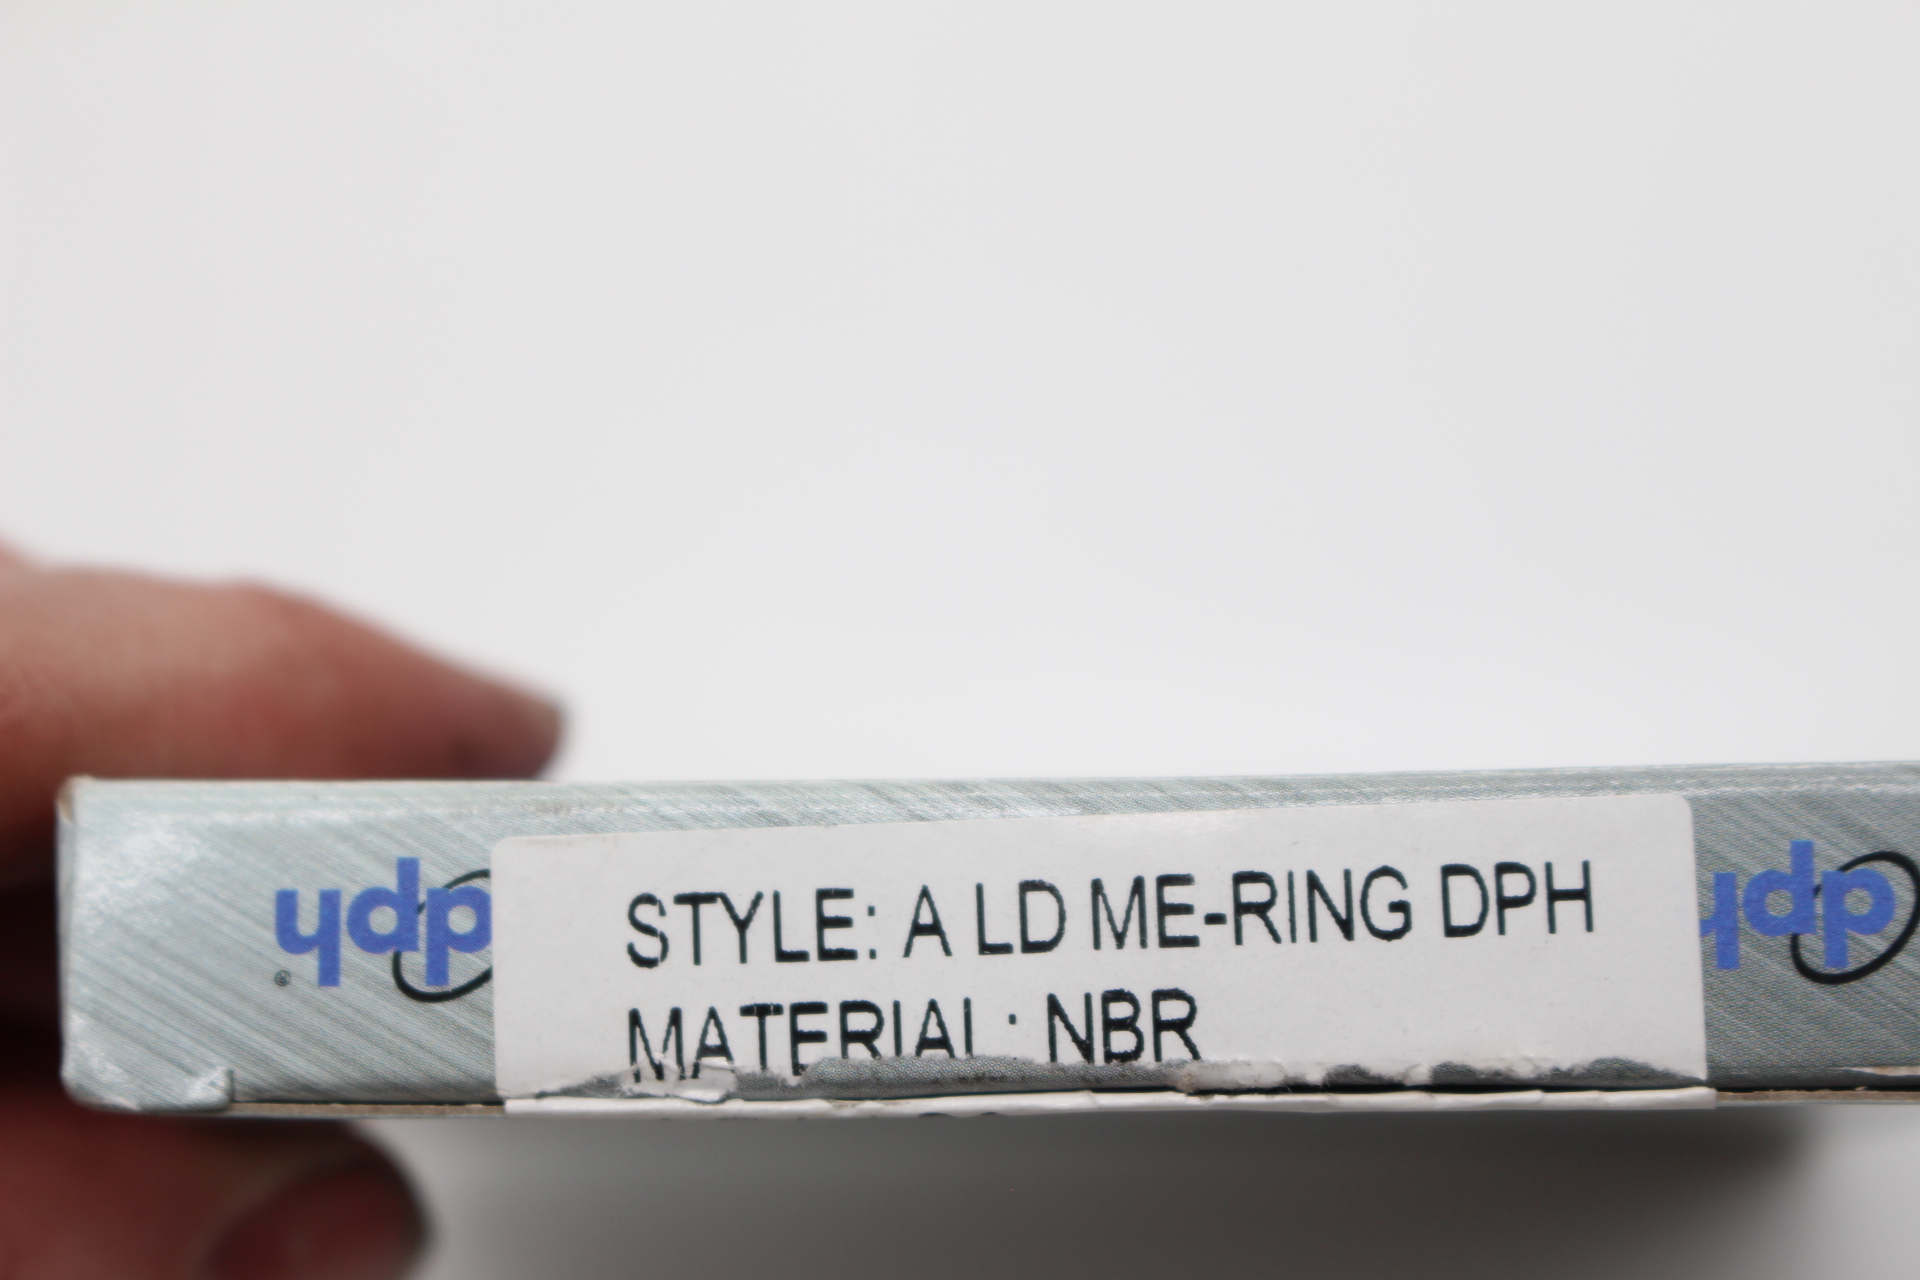 STYLE: A LD ME-RING DPH
MATERIAL: NBR
dph
dph